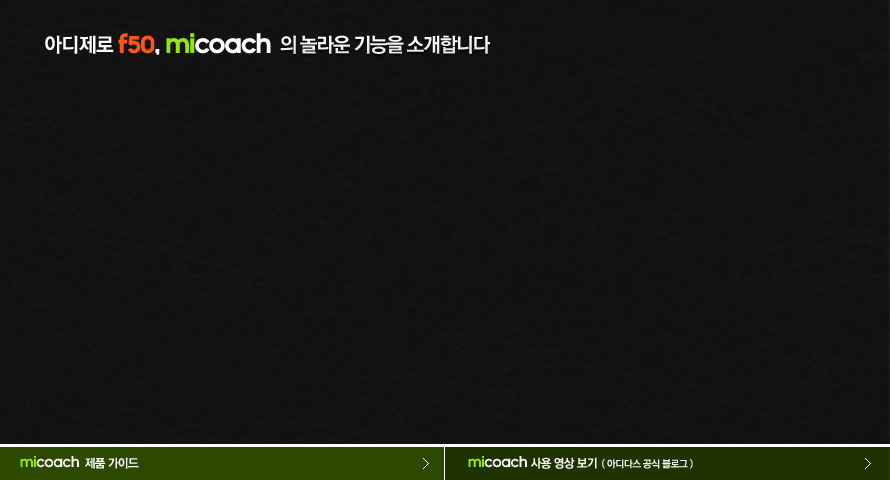 아디제로 f50, micoach 의 놀라운 기능을 소개합니다
micoach 제품 가이드
micoach 사용 영상 보기 ( 아디다스 공식 블로그 )